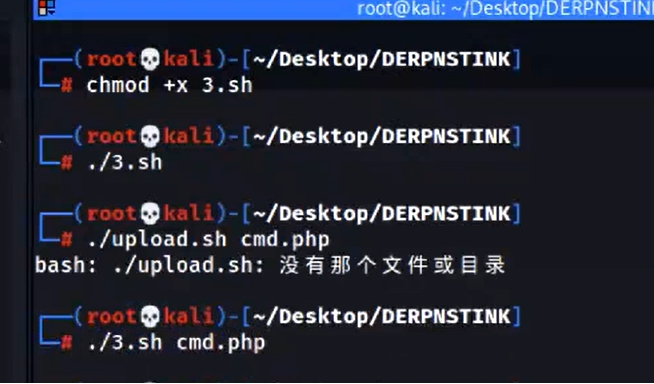 root@kali: ~/Desktop/DERPNSTINK
┌──(root💀kali)-[~/Desktop/DERPNSTINK]
└─# chmod +x 3.sh
┌──(root💀kali)-[~/Desktop/DERPNSTINK]
└─# ./3.sh
┌──(root💀kali)-[~/Desktop/DERPNSTINK]
└─# ./upload.sh cmd.php
bash: ./upload.sh: 没有那个文件或目录
┌──(root💀kali)-[~/Desktop/DERPNSTINK]
└─# ./3.sh cmd.php